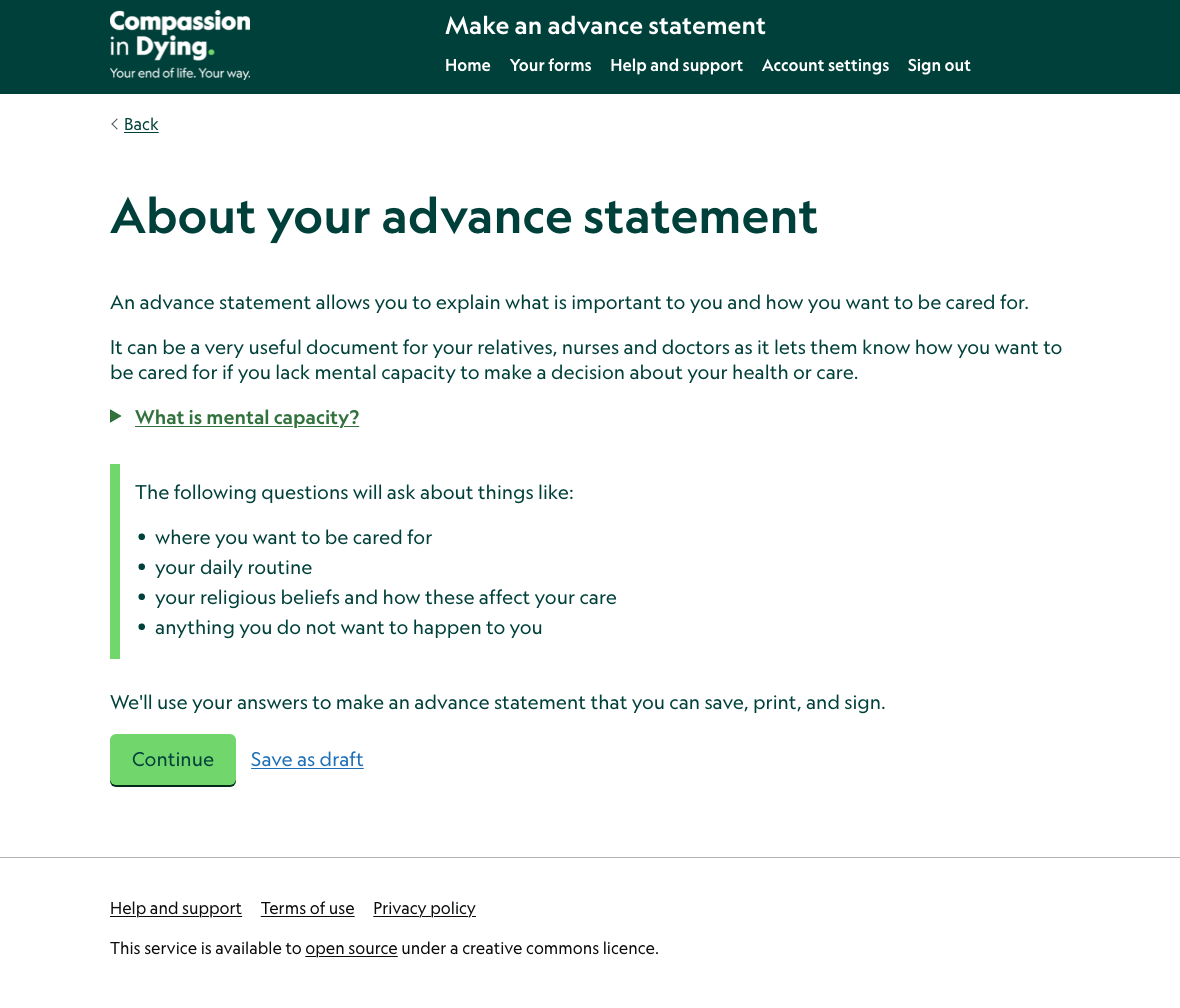 Compassion
in Dying.
Your end of life. Your way.
Make an advance statement
Home Your forms Help and support Account settings Sign out
Back
About your advance statement
An advance statement allows you to explain what is important to you and how you want to be cared for.
It can be a very useful document for your relatives, nurses and doctors as it lets them know how you want to
be cared for if you lack mental capacity to make a decision about your health or care.
What is mental capacity?
The following questions will ask about things like:
• where you want to be cared for
• your daily routine
• your religious beliefs and how these affect your care
• anything you do not want to happen to you
We'll use your answers to make an advance statement that you can save, print, and sign.
Continue Save as draft
Help and support Terms of use Privacy policy
This service is available to open source under a creative commons licence.